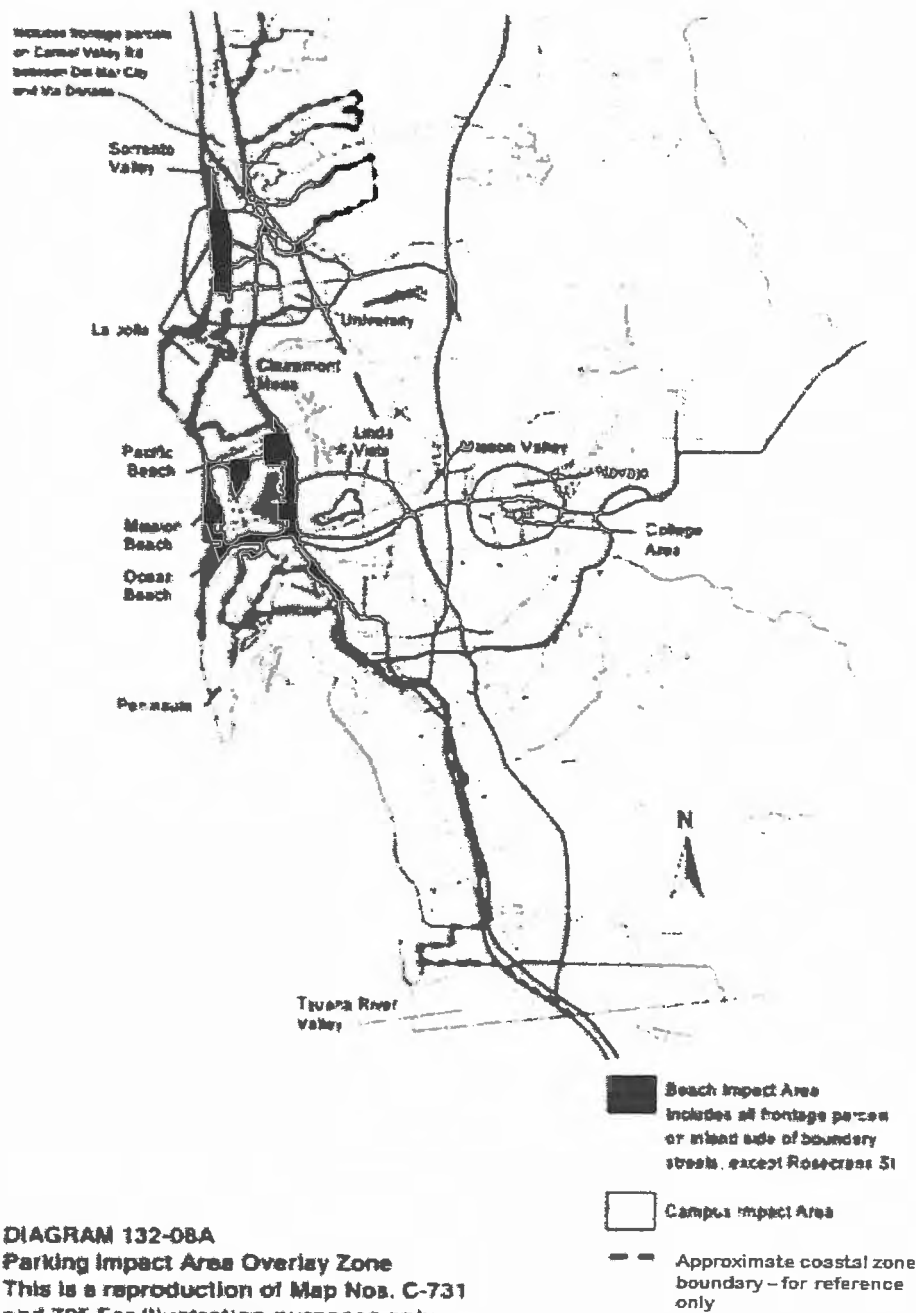 Includes frontage parcels
on Carmel Valley Rd
between Del Mar City
and Via Donada
Sorrento
Valley
La Jolla
University
Clairemont
Mesa
Linda
Vista
Mission Valley
Navajo
Pacific
Beach
College
Area
Mission
Beach
Ocean
Beach
Peninsula
N
Tijuana River
Valley
Beach Impact Area
Includes all frontage parcels
on inland side of boundary
streets, except Rosecrans St
Campus Impact Area
Approximate coastal zone
boundary – for reference
only
DIAGRAM 132-08A
Parking Impact Area Overlay Zone
This is a reproduction of Map Nos. C-731